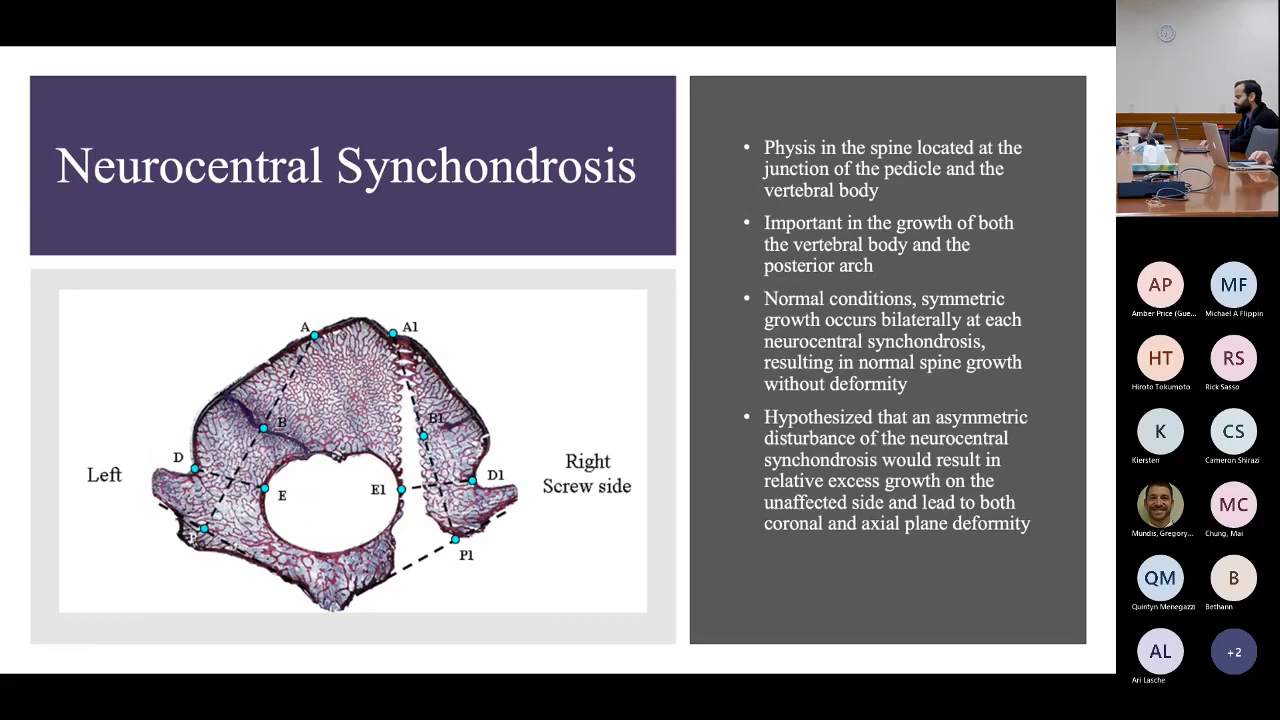 Neurocentral Synchondrosis
A
A1
B
B1
D
D1
E
E1
P
P1
Left
Right
Screw side
• Physis in the spine located at the
junction of the pedicle and the
vertebral body
• Important in the growth of both
the vertebral body and the
posterior arch
• Normal conditions, symmetric
growth occurs bilaterally at each
neurocentral synchondrosis,
resulting in normal spine growth
without deformity
• Hypothesized that an asymmetric
disturbance of the neurocentral
synchondrosis would result in
relative excess growth on the
unaffected side and lead to both
coronal and axial plane deformity
AP
Amber Price (Gue...
MF
Michael A Flippin
HT
Hiroto Tokumoto
RS
Rick Sasso
K
Kiersten
CS
Cameron Shirazi
Mundis, Gregory...
MC
Chung, Mai
QM
Quintyn Menegazzi
B
Bethann
AL
Ari Lasche
+2